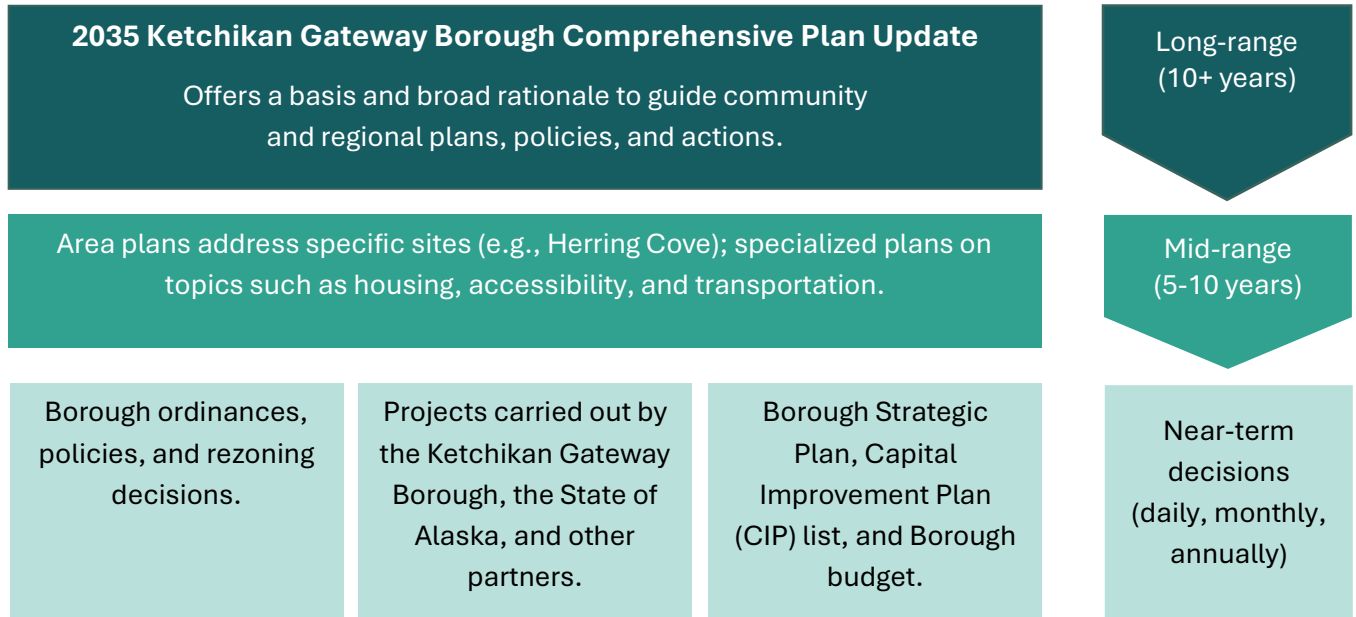 2035 Ketchikan Gateway Borough Comprehensive Plan Update
Offers a basis and broad rationale to guide community
and regional plans, policies, and actions.
Long-range
(10+ years)
Area plans address specific sites (e.g., Herring Cove); specialized plans on
topics such as housing, accessibility, and transportation.
Mid-range
(5-10 years)
Borough ordinances,
policies, and rezoning
decisions.
Projects carried out by
the Ketchikan Gateway
Borough, the State of
Alaska, and other
partners.
Borough Strategic
Plan, Capital
Improvement Plan
(CIP) list, and Borough
budget.
Near-term
decisions
(daily, monthly,
annually)